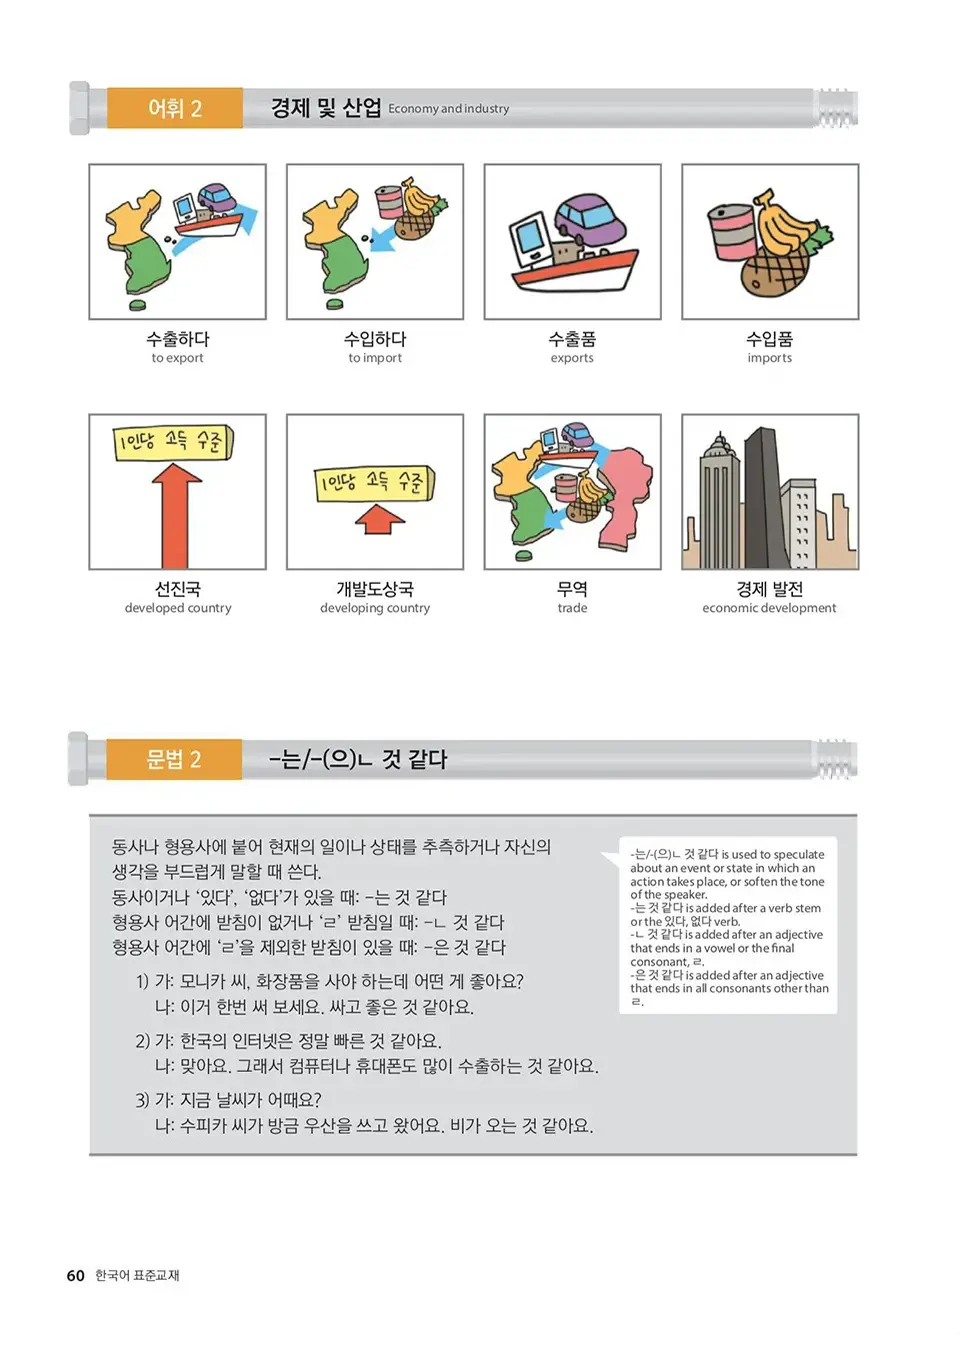 어휘 2
경제 및 산업 Economy and industry
수출하다
to export
수입하다
to import
수출품
exports
수입품
imports
1인당 소득 수준
선진국
developed country
1인당 소득 수준
개발도상국
developing country
무역
trade
경제 발전
economic development
문법 2
-는/-(으)ㄴ 것 같다
동사나 형용사에 붙어 현재의 일이나 상태를 추측하거나 자신의
생각을 부드럽게 말할 때 쓴다.
동사이거나 ‘있다’, ‘없다’가 있을 때: -는 것 같다
형용사 어간에 받침이 없거나 ‘ㄹ’ 받침일 때: -ㄴ 것 같다
형용사 어간에 ‘ㄹ’을 제외한 받침이 있을 때: -은 것 같다
1) 가: 모니카 씨, 화장품을 사야 하는데 어떤 게 좋아요?
나: 이거 한번 써 보세요. 싸고 좋은 것 같아요.
2) 가: 한국의 인터넷은 정말 빠른 것 같아요.
나: 맞아요. 그래서 컴퓨터나 휴대폰도 많이 수출하는 것 같아요.
3) 가: 지금 날씨가 어때요?
나: 수피카 씨가 방금 우산을 쓰고 왔어요. 비가 오는 것 같아요.
-는/-(으)ㄴ 것 같다 is used to speculate
about an event or state in which an
action takes place, or soften the tone
of the speaker.
-는 것 같다 is added after a verb stem
or the 있다, 없다 verb.
-ㄴ 것 같다 is added after an adjective
that ends in a vowel or the final
consonant, ㄹ.
-은 것 같다 is added after an adjective
that ends in all consonants other than
ㄹ.
60 한국어 표준교재